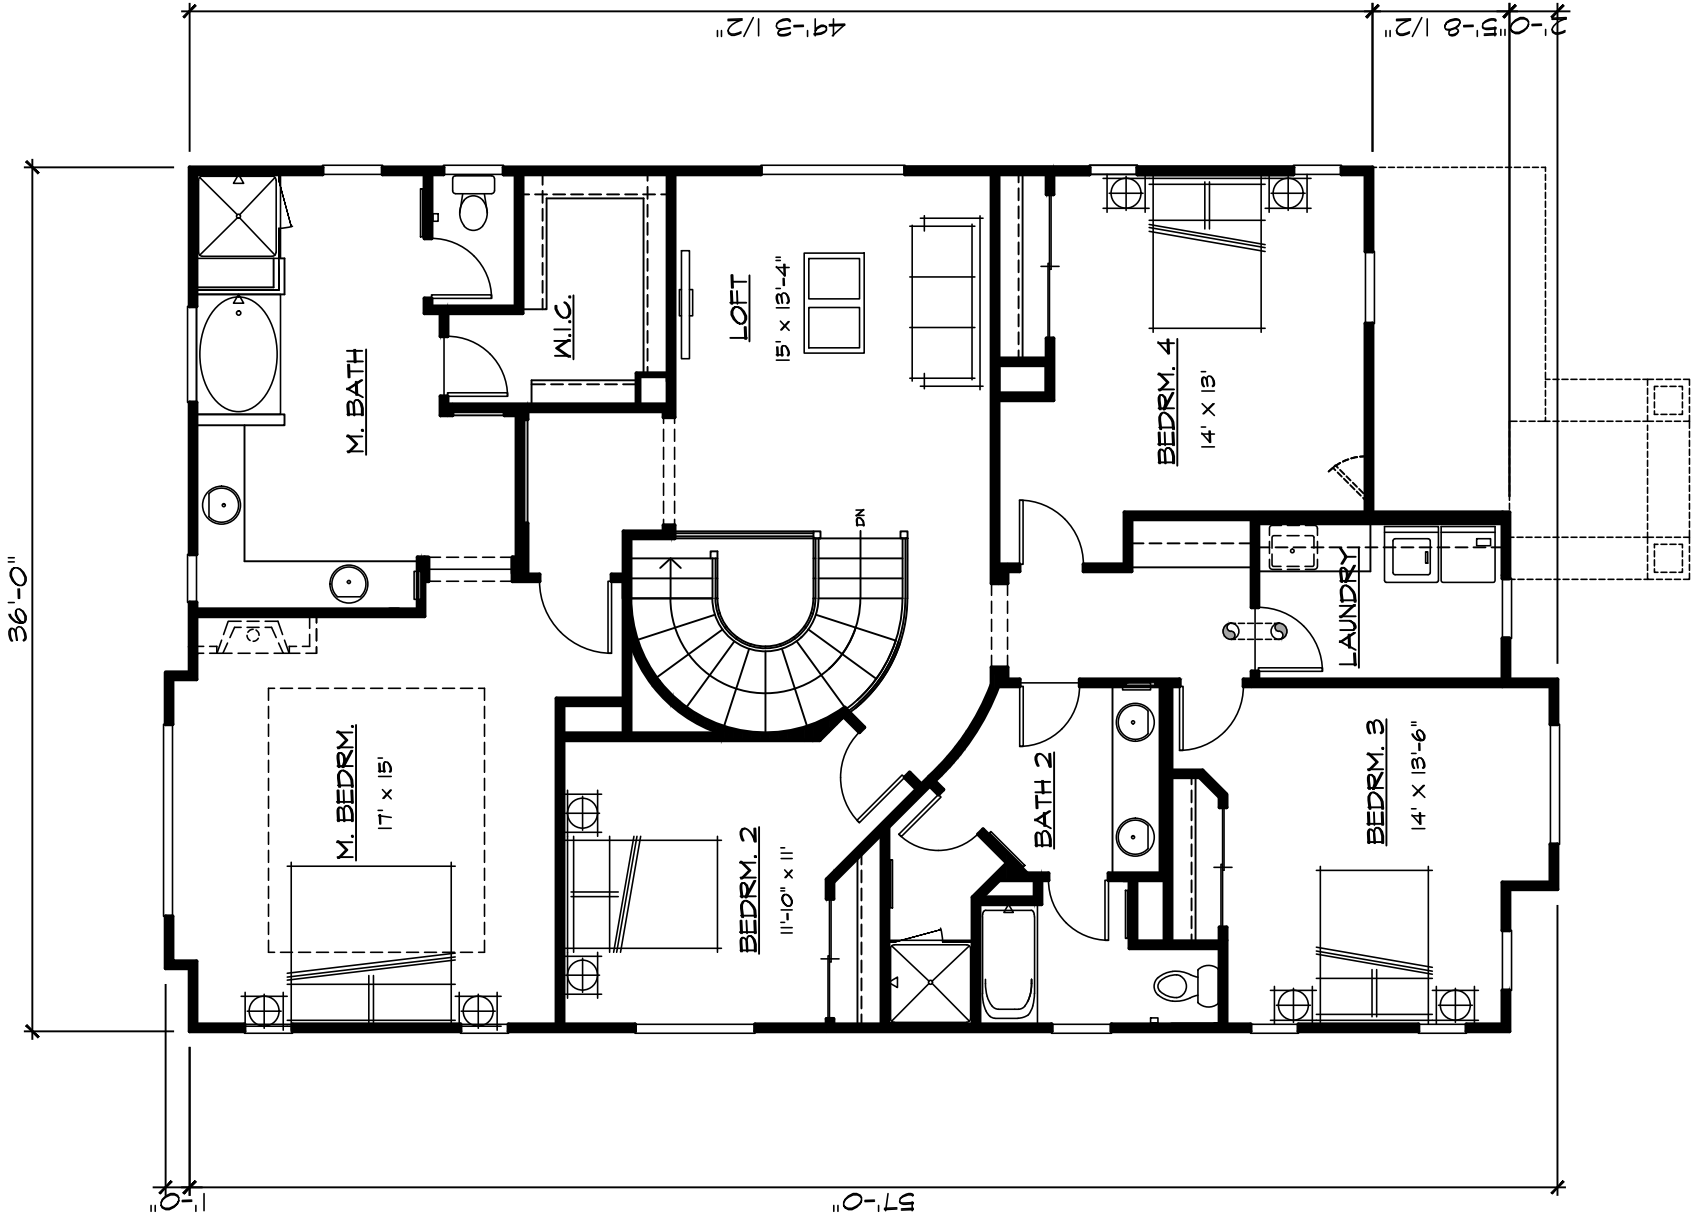 49'-3 1/2"
5'-8 1/2"
2'-0"
36'-0"
M. BATH
W.I.C.
LOFT
15' x 13'-4"
BEDRM. 4
14' X 13'
DN
LAUNDRY
M. BEDRM.
17' x 15'
BEDRM. 2
11'-10" x 11'
BATH 2
BEDRM. 3
14' X 13'-6"
1'-0"
57'-0"